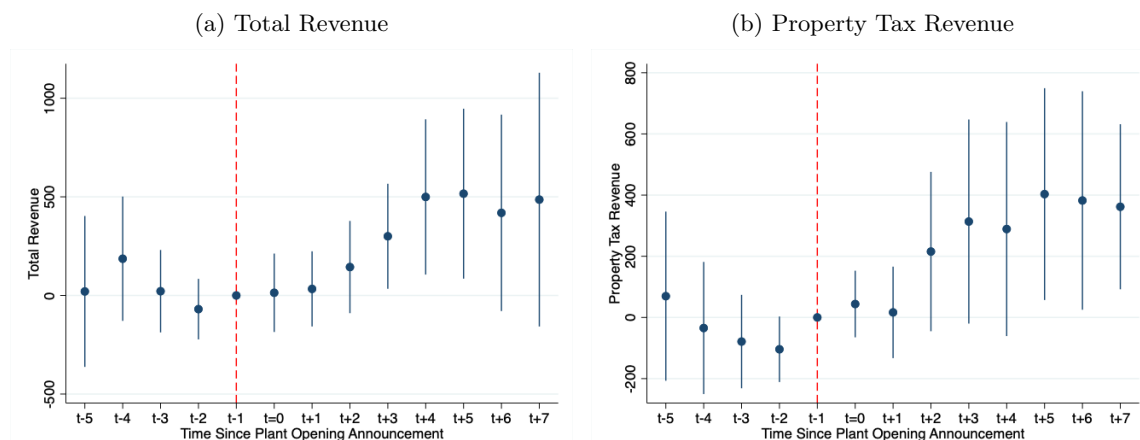 (a) Total Revenue
Total Revenue
1000
500
0
-500
t-5 t-4 t-3 t-2 t-1 t=0 t+1 t+2 t+3 t+4 t+5 t+6 t+7
Time Since Plant Opening Announcement
(b) Property Tax Revenue
Property Tax Revenue
800
600
400
200
0
-200
t-5 t-4 t-3 t-2 t-1 t=0 t+1 t+2 t+3 t+4 t+5 t+6 t+7
Time Since Plant Opening Announcement